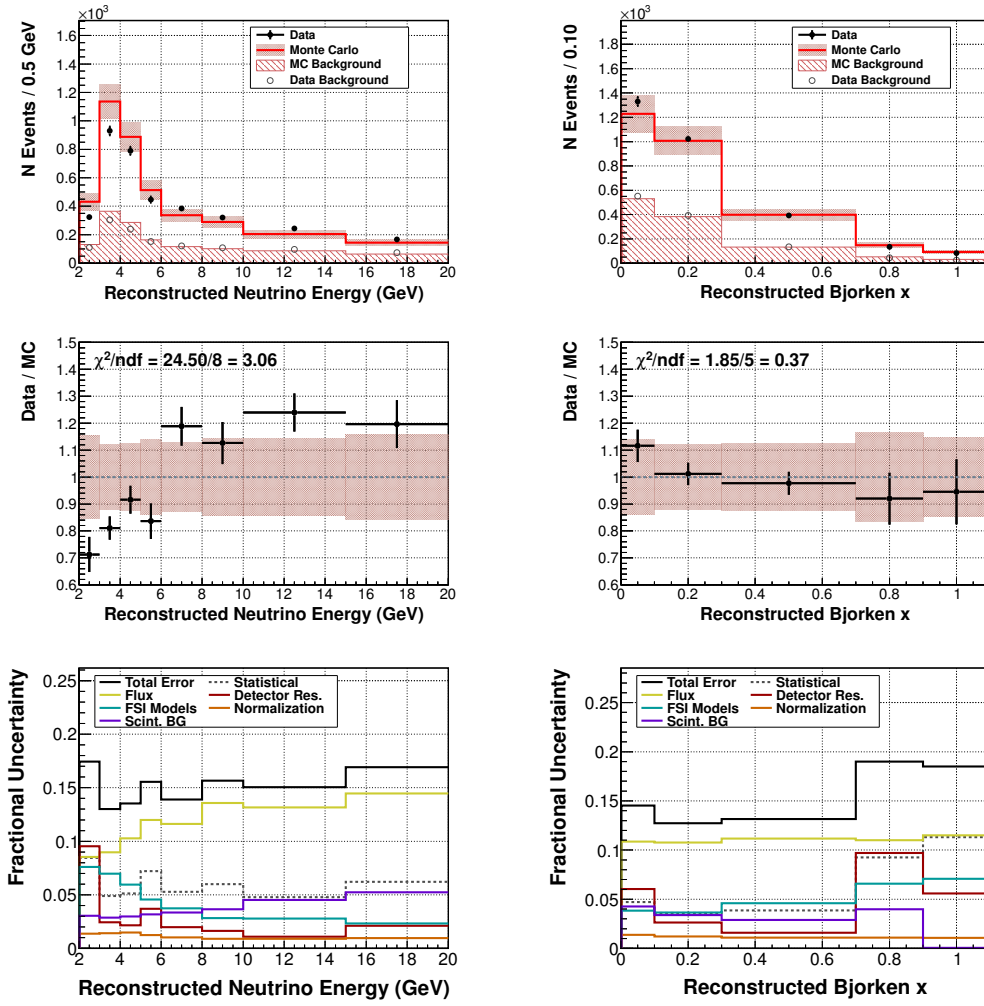 ×10³
N Events / 0.5 GeV
1.6
1.4
1.2
1
0.8
0.6
0.4
0.2
0
Data
Monte Carlo
MC Background
Data Background
2 4 6 8 10 12 14 16 18 20
Reconstructed Neutrino Energy (GeV)
×10³
N Events / 0.10
2
1.8
1.6
1.4
1.2
1
0.8
0.6
0.4
0.2
0
Data
Monte Carlo
MC Background
Data Background
0 0.2 0.4 0.6 0.8 1
Reconstructed Bjorken x
Data / MC
1.5
1.4
1.3
1.2
1.1
1
0.9
0.8
0.7
0.6
χ²/ndf = 24.50/8 = 3.06
2 4 6 8 10 12 14 16 18 20
Reconstructed Neutrino Energy (GeV)
Data / MC
1.5
1.4
1.3
1.2
1.1
1
0.9
0.8
0.7
0.6
χ²/ndf = 1.85/5 = 0.37
0 0.2 0.4 0.6 0.8 1
Reconstructed Bjorken x
Fractional Uncertainty
0.25
0.2
0.15
0.1
0.05
0
Total Error Statistical
Flux Detector Res.
FSI Models Normalization
Scint. BG
2 4 6 8 10 12 14 16 18 20
Reconstructed Neutrino Energy (GeV)
Fractional Uncertainty
0.25
0.2
0.15
0.1
0.05
0
Total Error Statistical
Flux Detector Res.
FSI Models Normalization
Scint. BG
0 0.2 0.4 0.6 0.8 1
Reconstructed Bjorken x